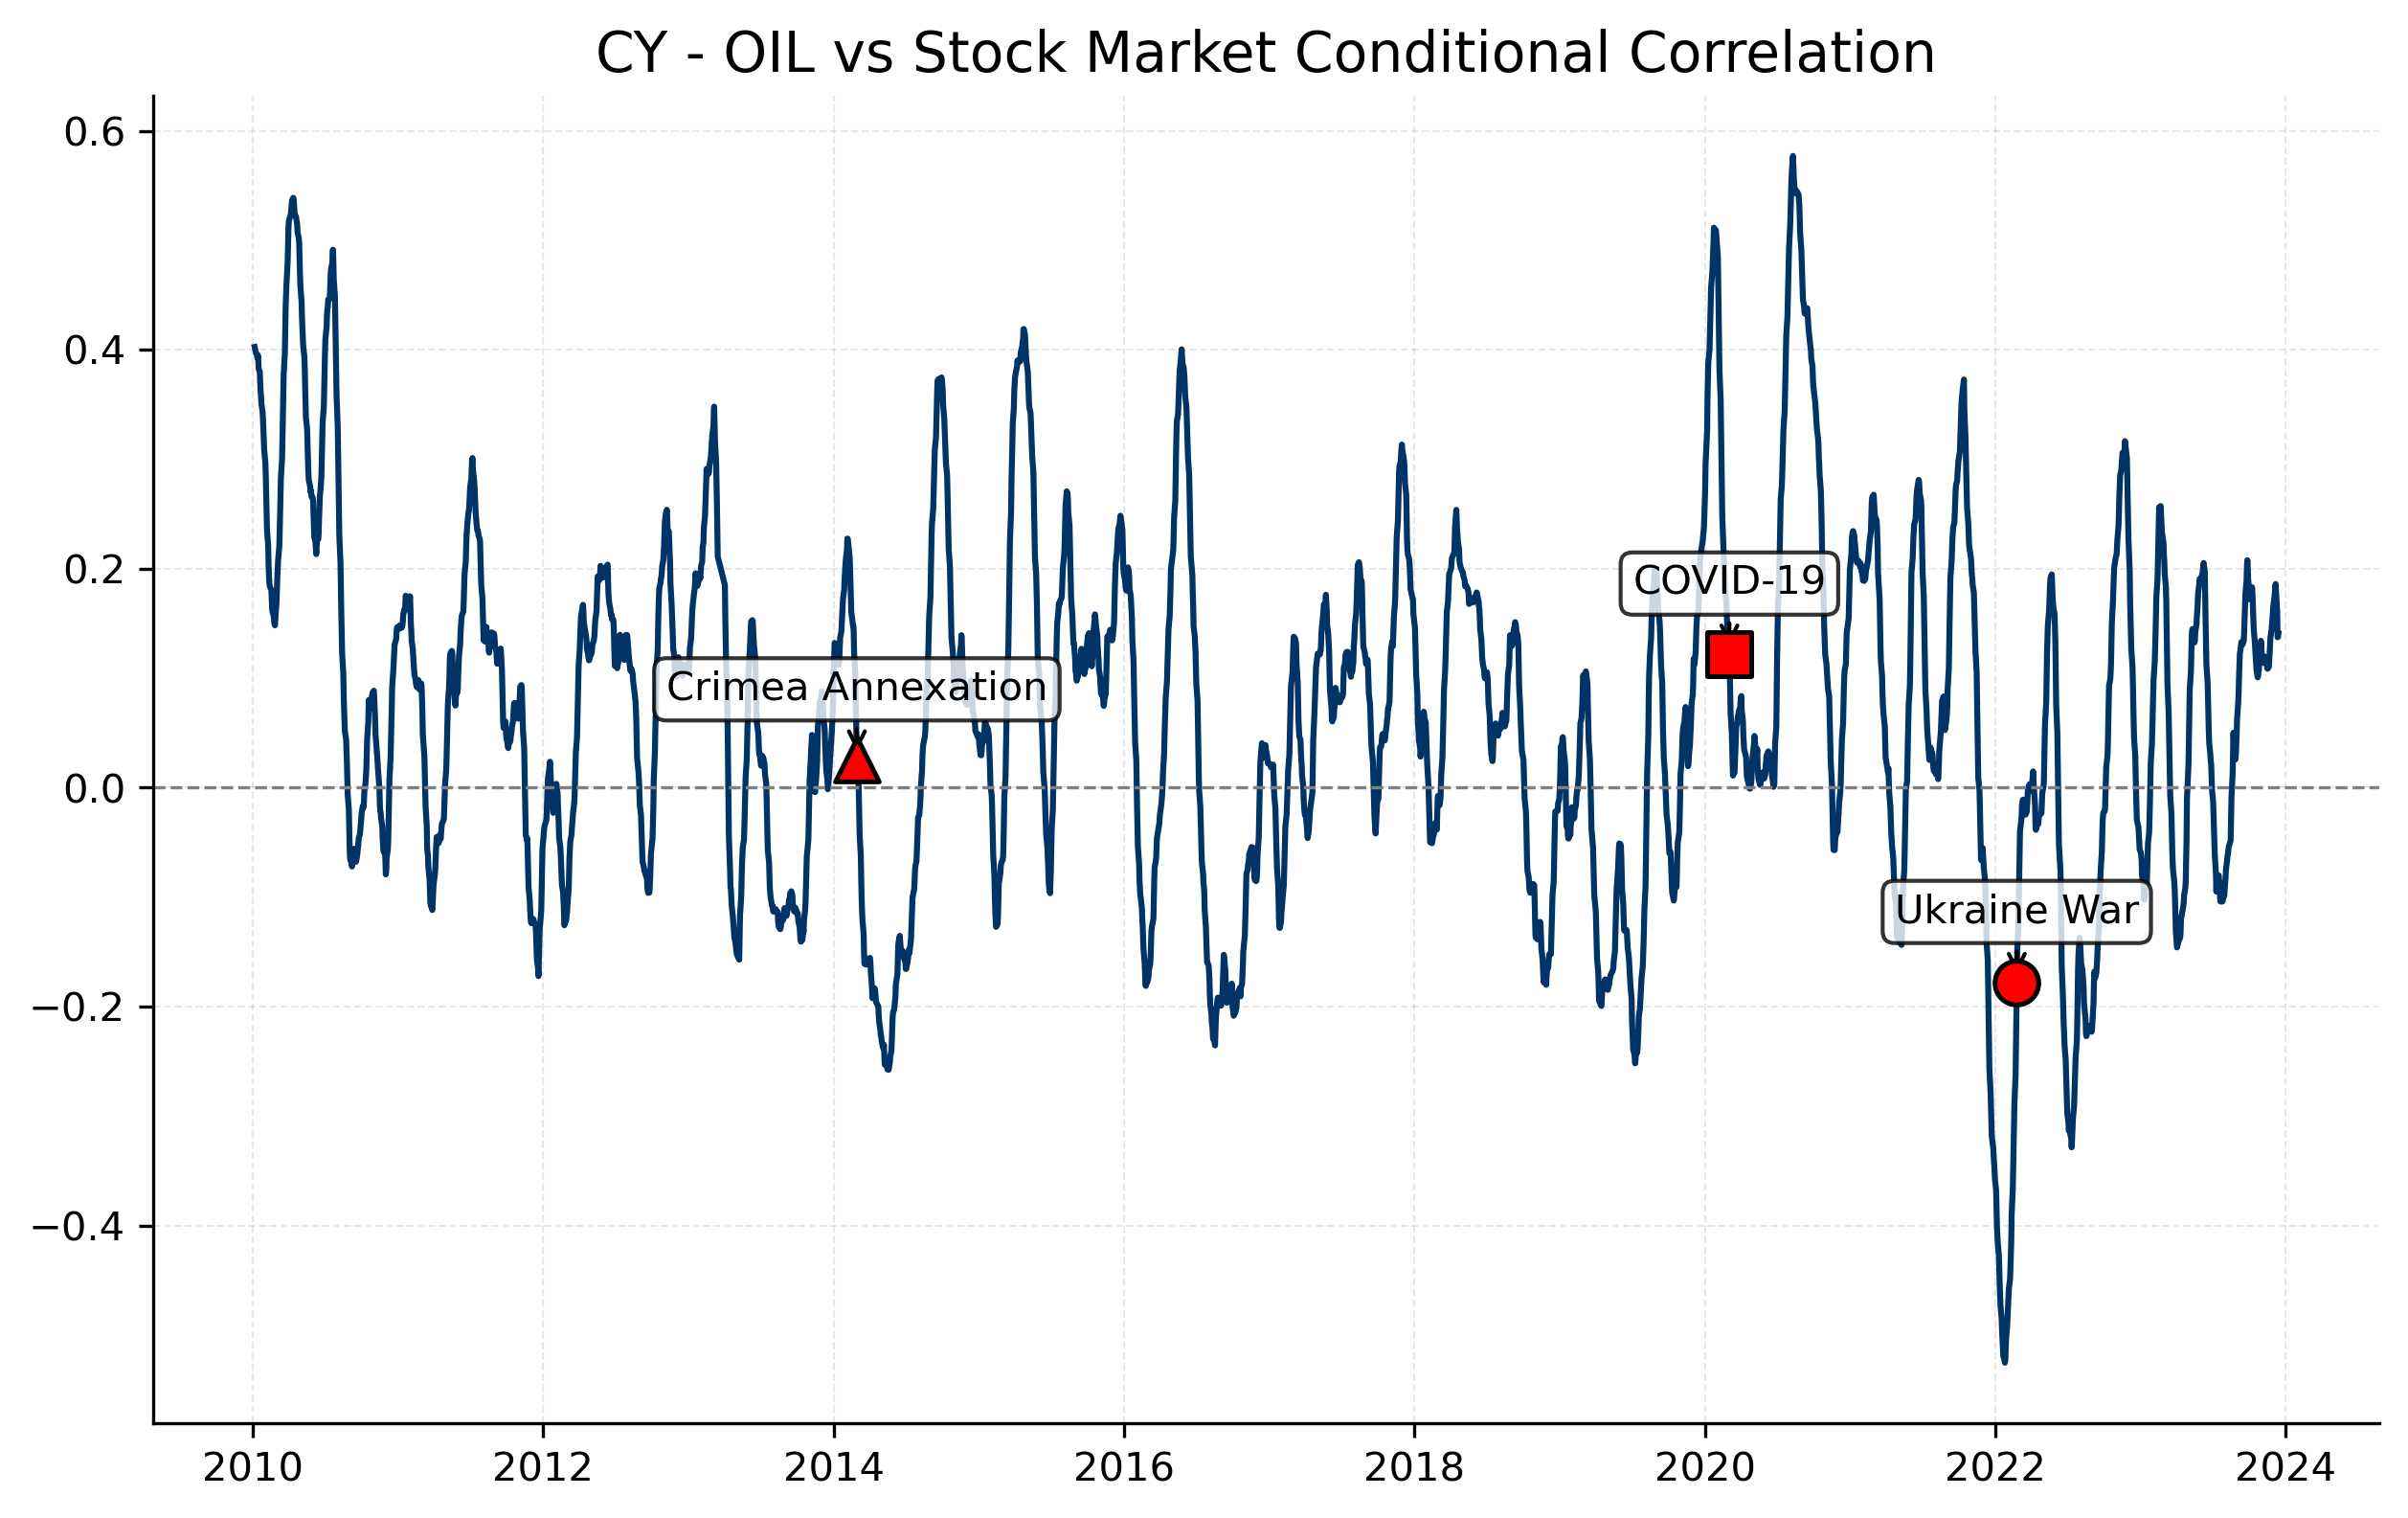 CY - OIL vs Stock Market Conditional Correlation
0.6
0.4
0.2
0.0
−0.2
−0.4
COVID-19
Crimea Annexation
Ukraine War
2010 2012 2014 2016 2018 2020 2022 2024